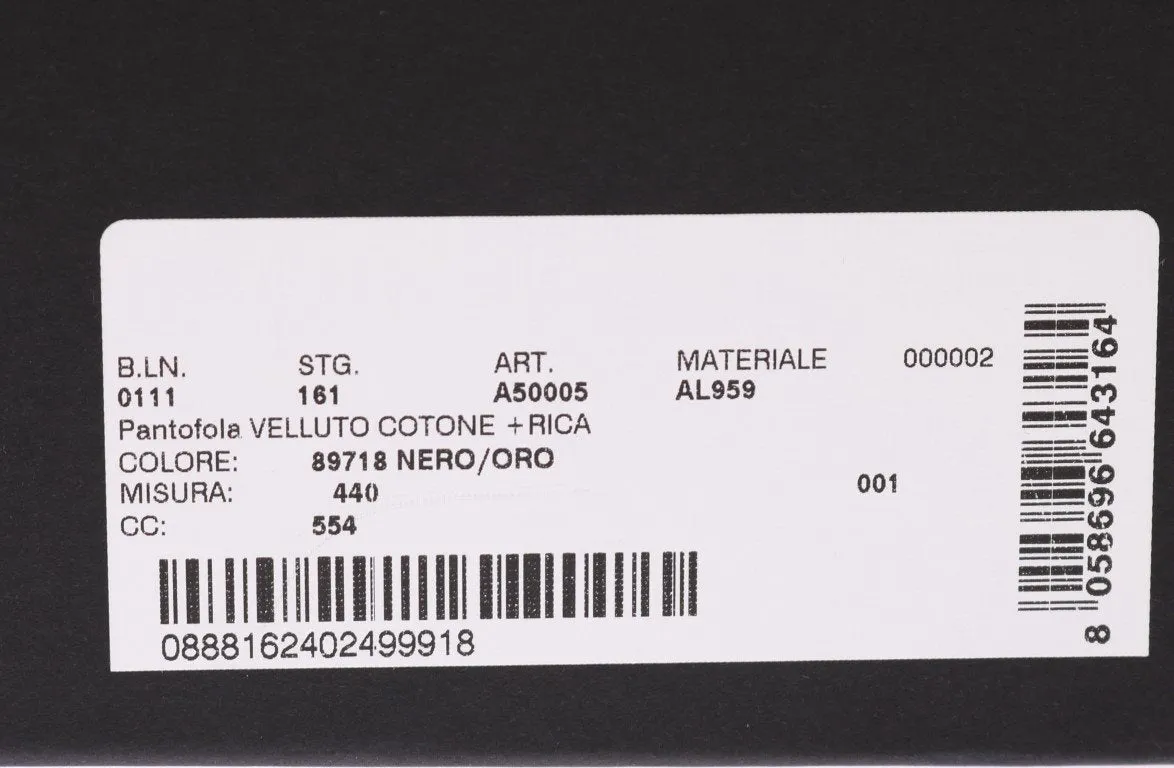 B.LN. STG. ART. MATERIALE 000002
0111 161 A50005 AL959
Pantofola VELLUTO COTONE +RICA
COLORE: 89718 NERO/ORO
MISURA: 440 001
CC: 554
0888162402499918
8 058696 643164